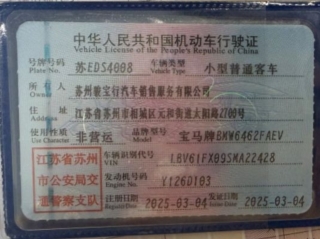 中华人民共和国机动车行驶证
Vehicle License of the People's Republic of China
号牌号码 苏EDS4008 车辆类型 小型普通客车
Plate No. Vehicle Type
所有人 苏州骏宝行汽车销售服务有限公司
Owner
住址 江苏省苏州市相城区元和街道太阳路2700号
Address
使用性质 非营运 品牌型号 宝马牌BMW6462FAEV
Use Character Model
江苏省苏州市公安局交通警察支队
车辆识别代号
VIN
发动机号码 Y126D103
Engine No.
注册日期 2025-03-04 发证日期 2025-03-04
Register Date Issue Date